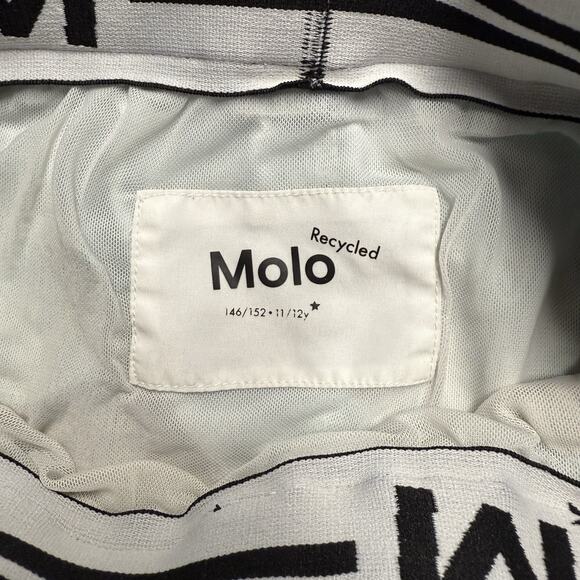 Recycled
Molo
146/152 • 11/12y
M